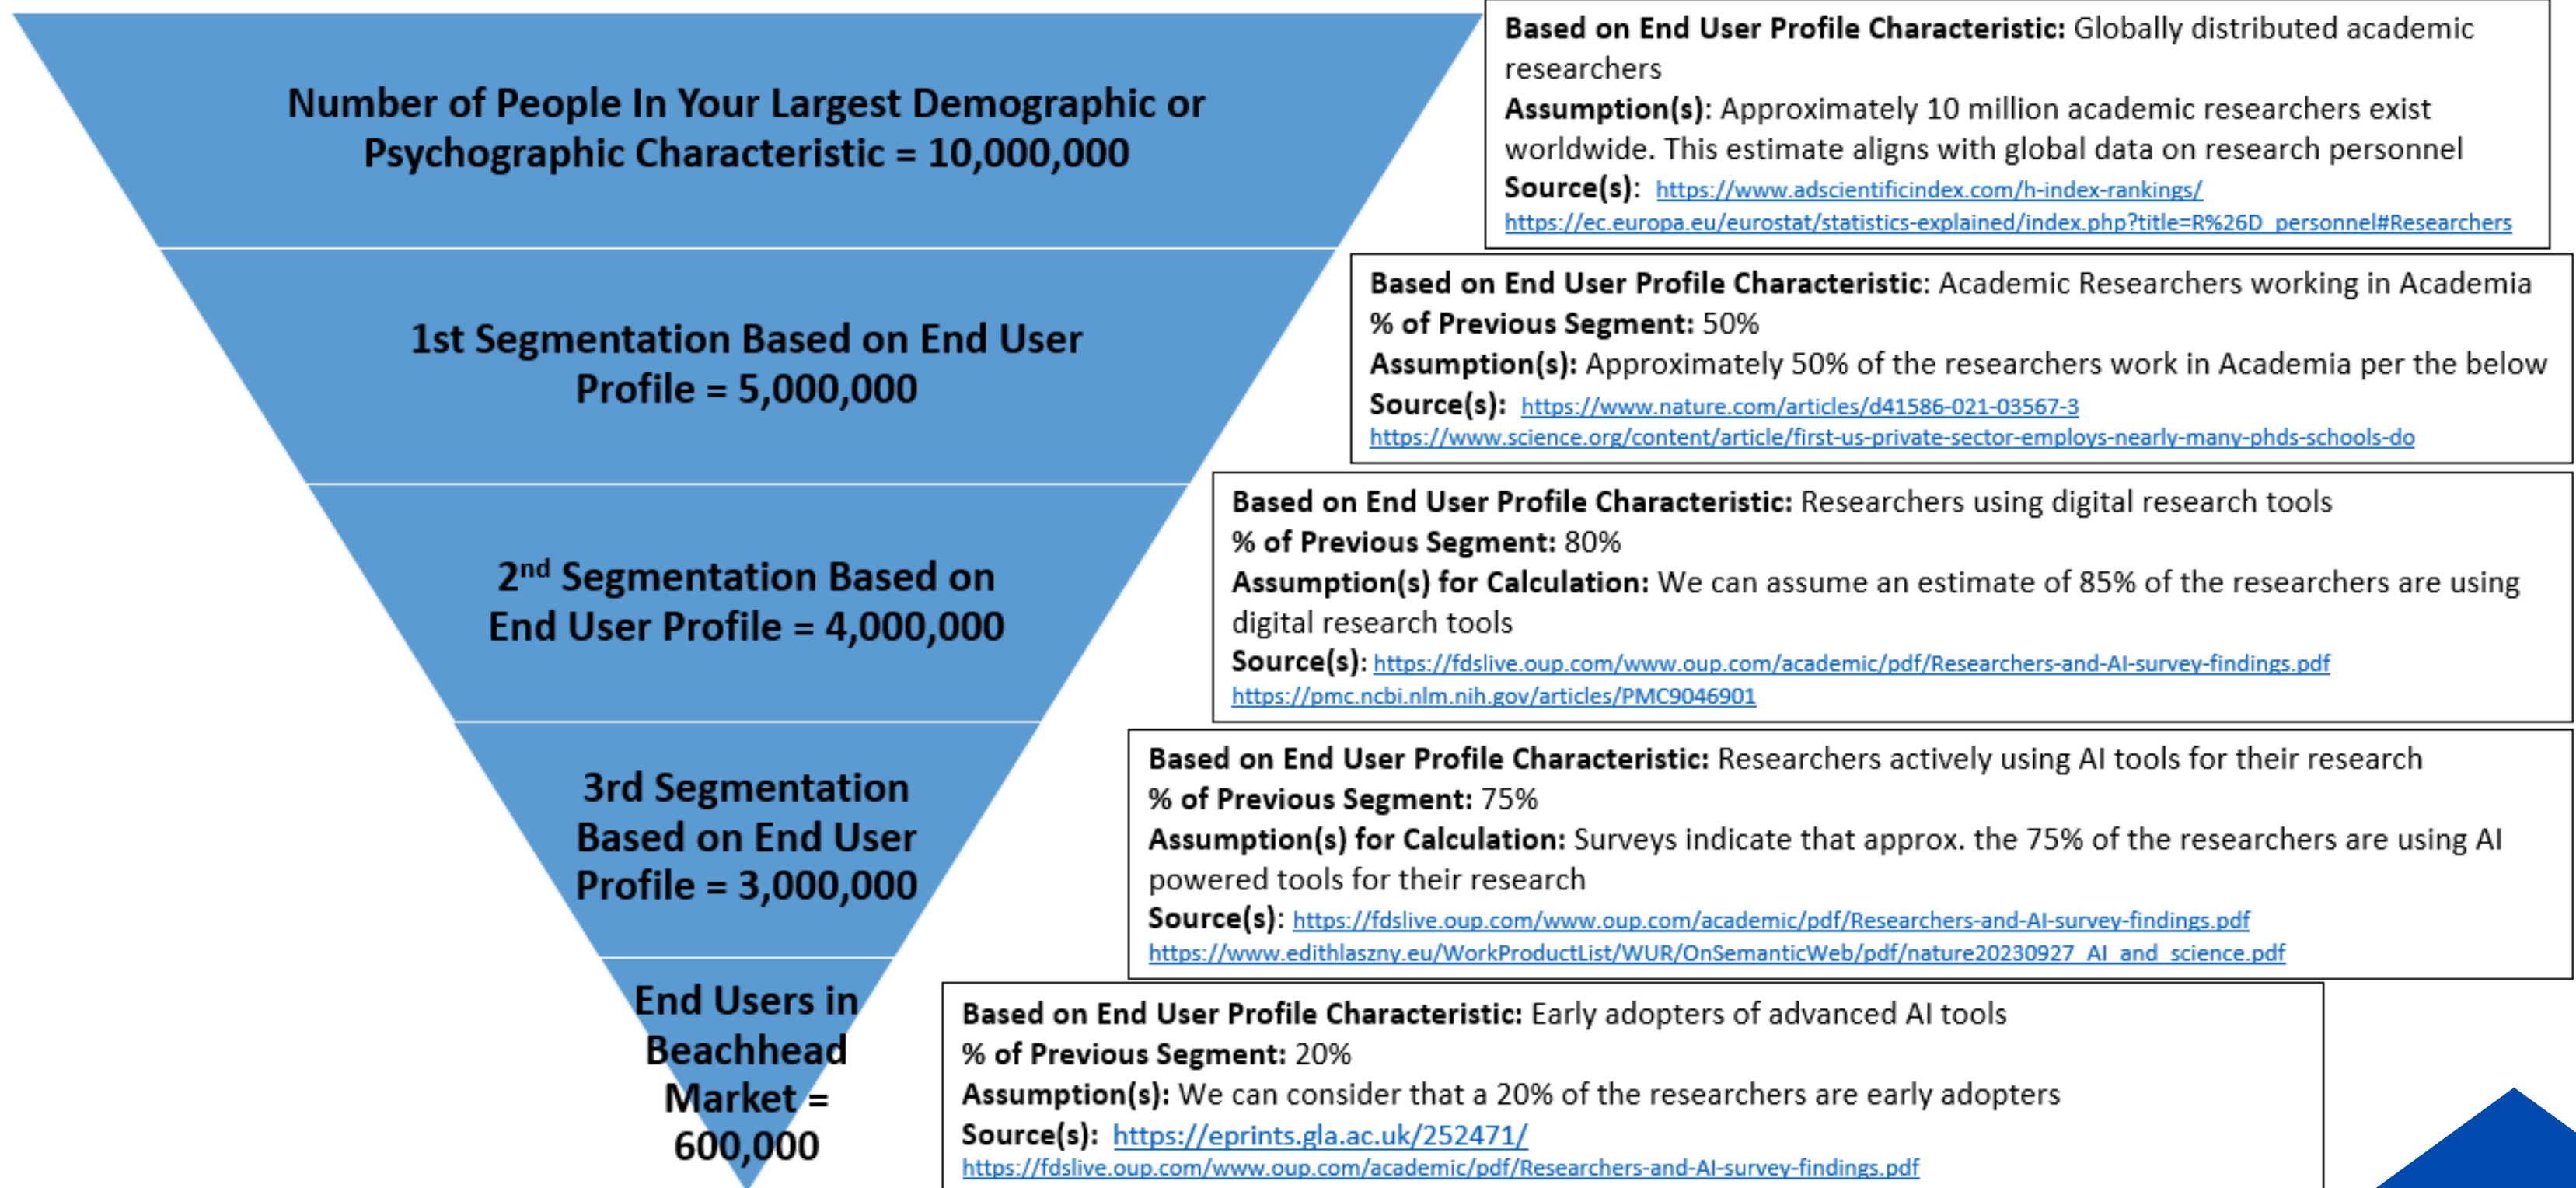 Number of People In Your Largest Demographic or
Psychographic Characteristic = 10,000,000
Based on End User Profile Characteristic: Globally distributed academic
researchers
Assumption(s): Approximately 10 million academic researchers exist
worldwide. This estimate aligns with global data on research personnel
Source(s): https://www.adscientificindex.com/h-index-rankings/
https://ec.europa.eu/eurostat/statistics-explained/index.php?title=R%26D_personnel#Researchers
1st Segmentation Based on End User
Profile = 5,000,000
Based on End User Profile Characteristic: Academic Researchers working in Academia
% of Previous Segment: 50%
Assumption(s): Approximately 50% of the researchers work in Academia per the below
Source(s): https://www.nature.com/articles/d41586-021-03567-3
https://www.science.org/content/article/first-us-private-sector-employs-nearly-many-phds-schools-do
2nd Segmentation Based on
End User Profile = 4,000,000
Based on End User Profile Characteristic: Researchers using digital research tools
% of Previous Segment: 80%
Assumption(s) for Calculation: We can assume an estimate of 85% of the researchers are using
digital research tools
Source(s): https://fdslive.oup.com/www.oup.com/academic/pdf/Researchers-and-AI-survey-findings.pdf
https://pmc.ncbi.nlm.nih.gov/articles/PMC9046901
3rd Segmentation
Based on End User
Profile = 3,000,000
Based on End User Profile Characteristic: Researchers actively using AI tools for their research
% of Previous Segment: 75%
Assumption(s) for Calculation: Surveys indicate that approx. the 75% of the researchers are using AI
powered tools for their research
Source(s): https://fdslive.oup.com/www.oup.com/academic/pdf/Researchers-and-AI-survey-findings.pdf
https://www.edithlaszny.eu/WorkProductList/WUR/OnSemanticWeb/pdf/nature20230927_AI_and_science.pdf
End Users in
Beachhead
Market =
600,000
Based on End User Profile Characteristic: Early adopters of advanced AI tools
% of Previous Segment: 20%
Assumption(s): We can consider that a 20% of the researchers are early adopters
Source(s): https://eprints.gla.ac.uk/252471/
https://fdslive.oup.com/www.oup.com/academic/pdf/Researchers-and-AI-survey-findings.pdf